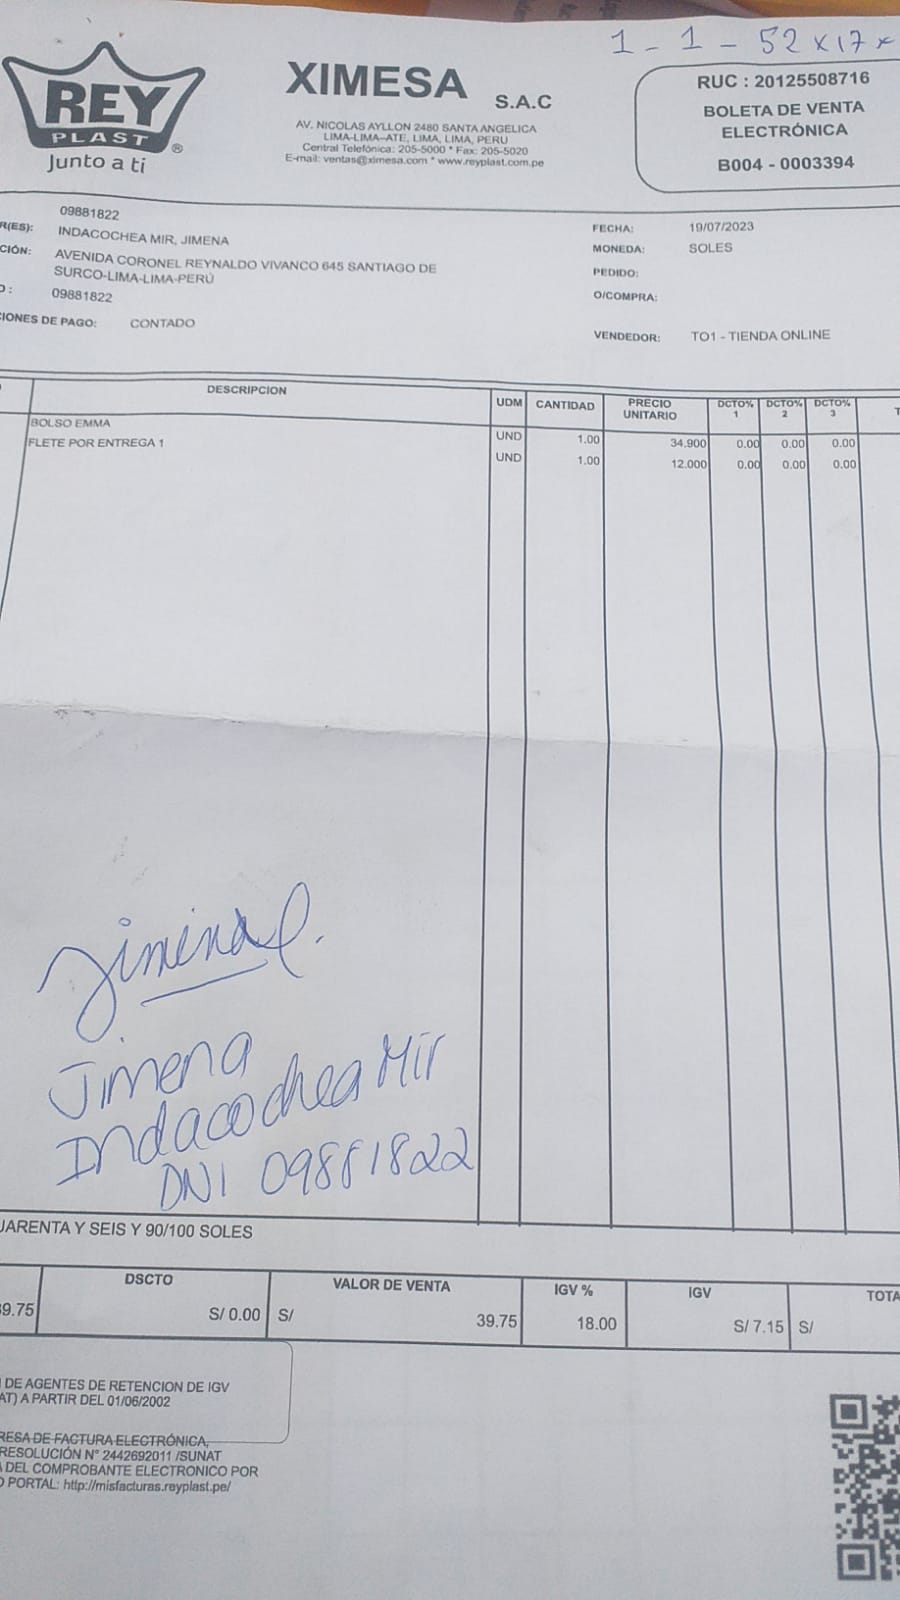 1 - 1 - 52 x 17 x
REY
PLAST
®
Junto a ti
XIMESA S.A.C
AV. NICOLAS AYLLON 2480 SANTA ANGELICA
LIMA-LIMA-ATE, LIMA, LIMA, PERU
Central Telefónica: 205-5000 * Fax: 205-5020
E-mail: ventas@ximesa.com * www.reyplast.com.pe
RUC : 20125508716
BOLETA DE VENTA
ELECTRÓNICA
B004 - 0003394
09881822
R(ES): INDACOCHEA MIR, JIMENA
CIÓN: AVENIDA CORONEL REYNALDO VIVANCO 645 SANTIAGO DE
SURCO-LIMA-LIMA-PERÚ
O : 09881822
IONES DE PAGO: CONTADO
FECHA: 19/07/2023
MONEDA: SOLES
PEDIDO:
O/COMPRA:
VENDEDOR: TO1 - TIENDA ONLINE
DESCRIPCION UDM CANTIDAD PRECIO UNITARIO DCTO% 1 DCTO% 2 DCTO% 3 T
BOLSO EMMA UND 1.00 34.900 0.00 0.00 0.00
FLETE POR ENTREGA 1 UND 1.00 12.000 0.00 0.00 0.00
Jimena
Jimena
Indacochea Mir
DNI 09881822
UARENTA Y SEIS Y 90/100 SOLES
DSCTO VALOR DE VENTA IGV % IGV TOTA
39.75 S/ 0.00 S/ 39.75 18.00 S/ 7.15 S/
DE AGENTES DE RETENCION DE IGV
AT) A PARTIR DEL 01/06/2002
RESA DE FACTURA ELECTRÓNICA,
RESOLUCIÓN N° 2442692011 /SUNAT
DEL COMPROBANTE ELECTRONICO POR
O PORTAL: http://misfacturas.reyplast.pe/